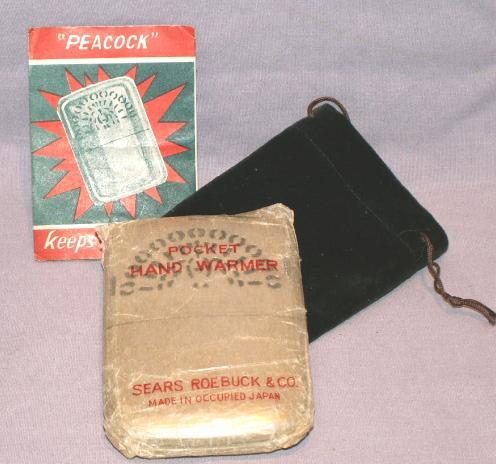 "PEACOCK"
keeps
POCKET
HAND WARMER
SEARS ROEBUCK & CO.
MADE IN OCCUPIED JAPAN